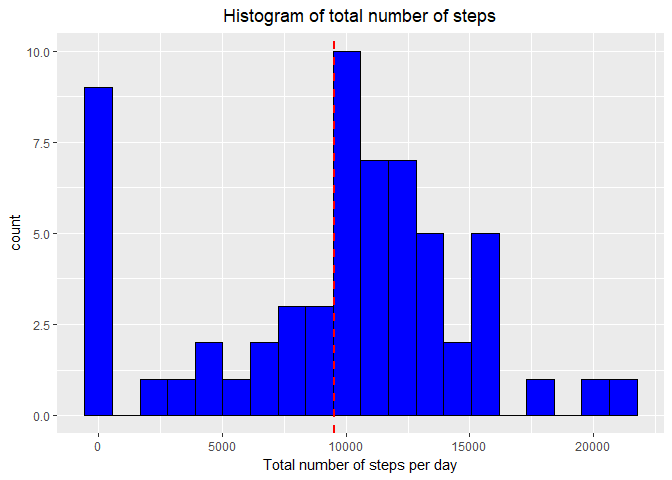 Histogram of total number of steps
10.0
7.5
5.0
2.5
0.0
count
0 5000 10000 15000 20000
Total number of steps per day